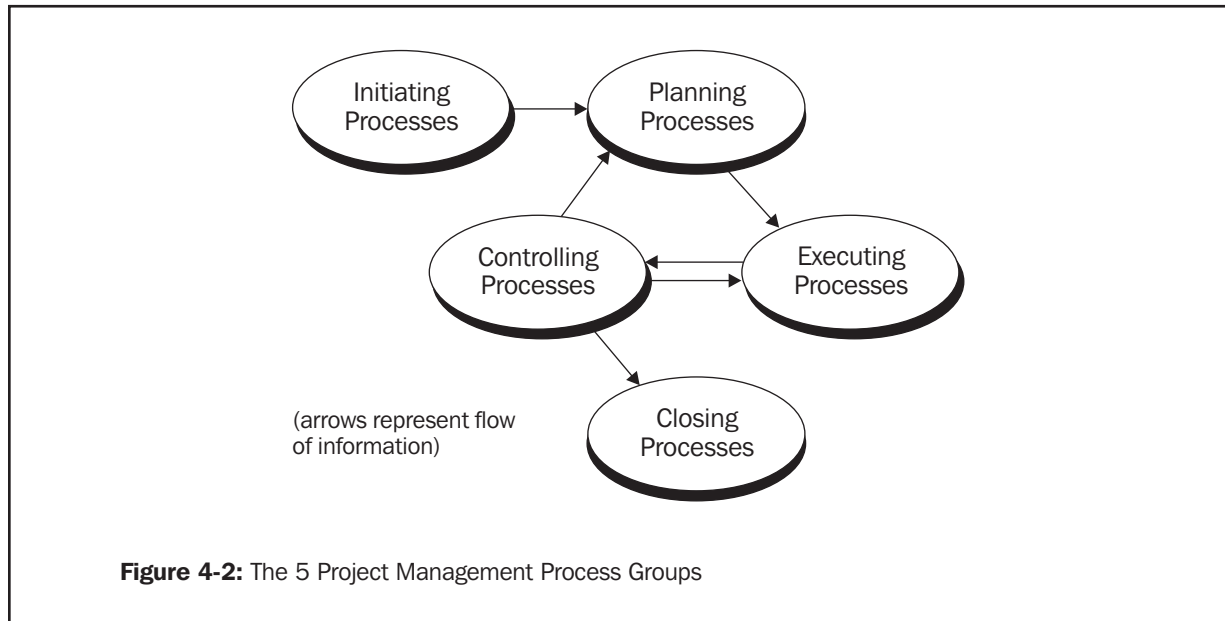 Initiating
Processes
Planning
Processes
Controlling
Processes
Executing
Processes
(arrows represent flow
of information)
Closing
Processes
Figure 4-2: The 5 Project Management Process Groups